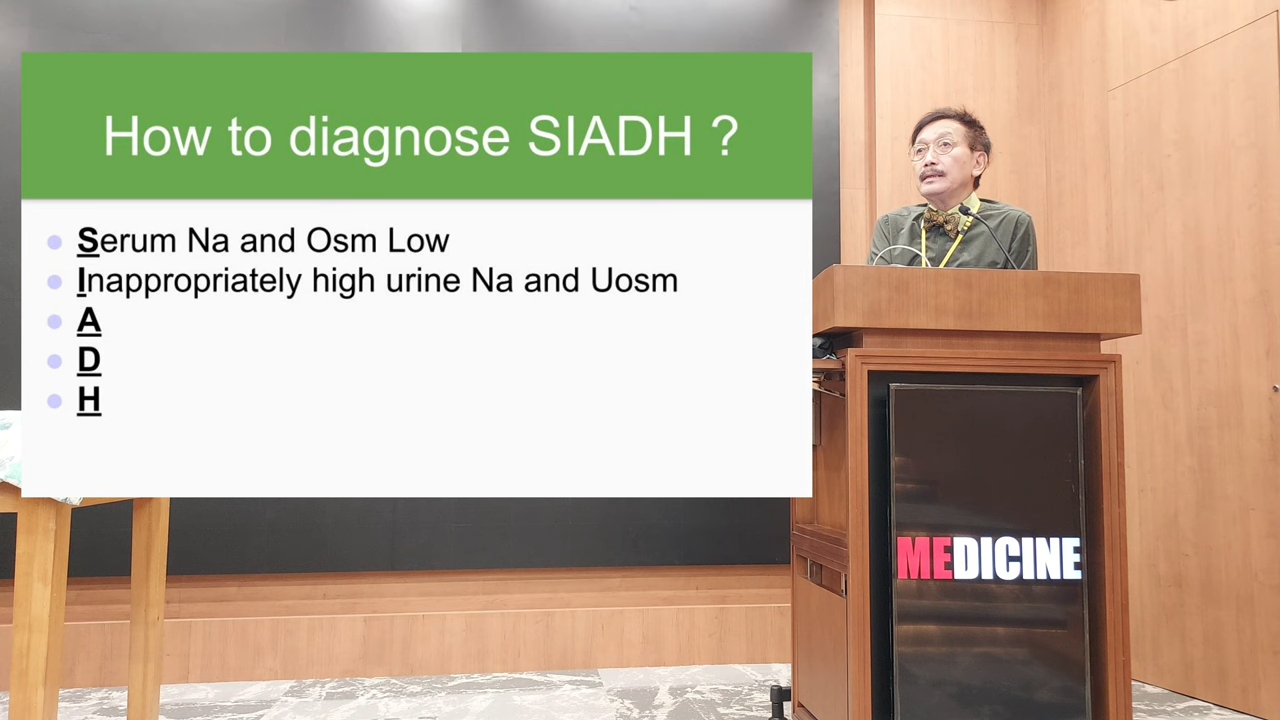 How to diagnose SIADH ?
Serum Na and Osm Low
Inappropriately high urine Na and Uosm
A
D
H
MEDICINE